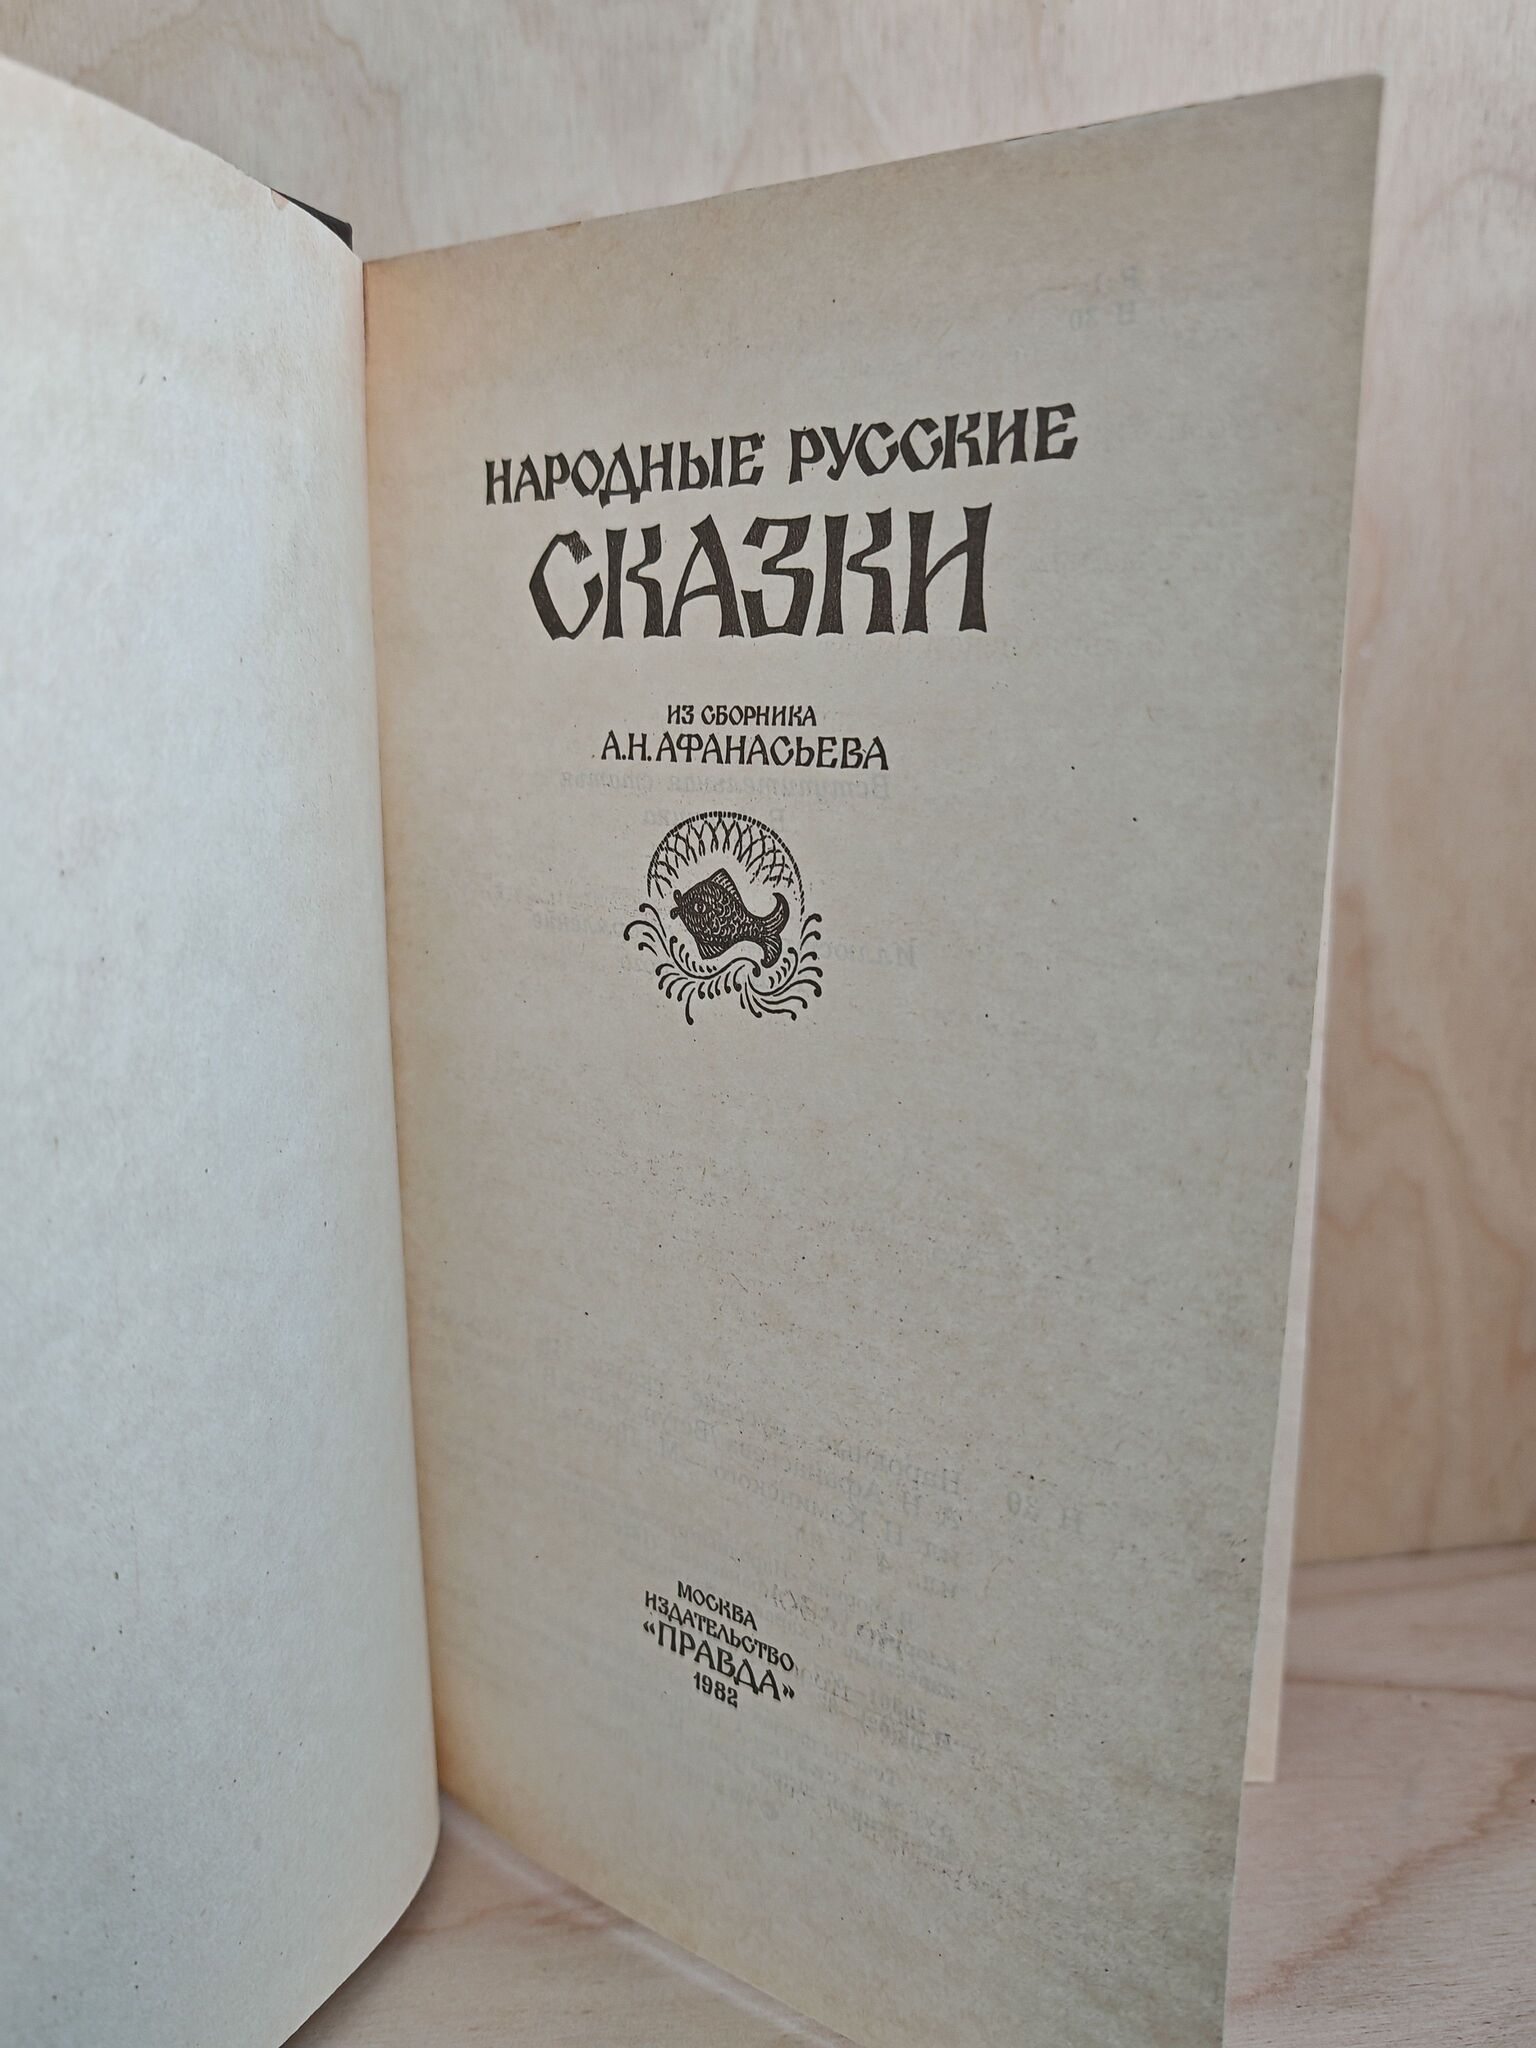 НАРОДНЫЕ РУССКИЕ
СКАЗКИ
ИЗ СБОРНИКА
А.Н.АФАНАСЬЕВА
МОСКВА
ИЗДАТЕЛЬСТВО
“ПРАВДА”
1982